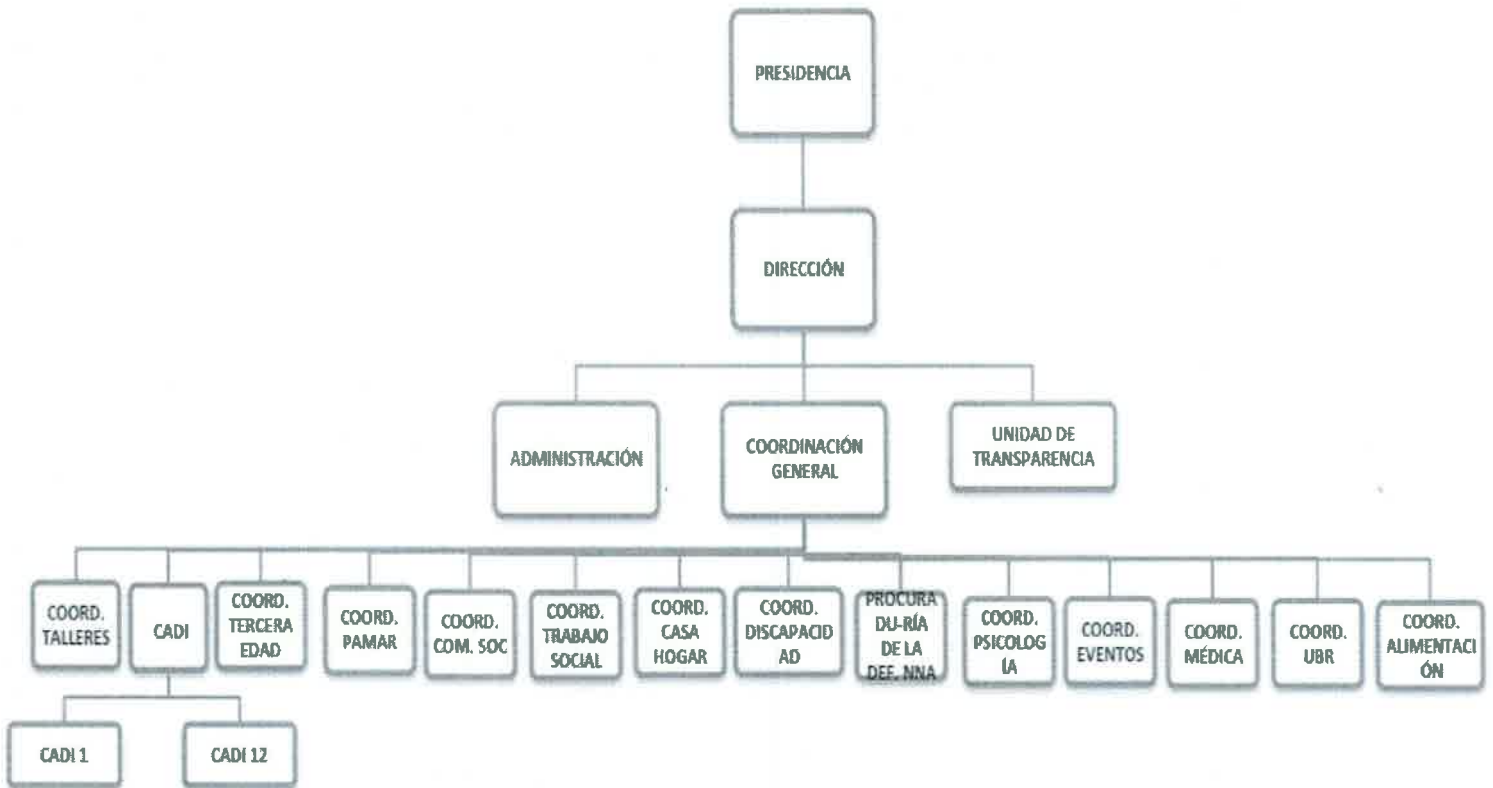 PRESIDENCIA
DIRECCIÓN
ADMINISTRACIÓN
COORDINACIÓN
GENERAL
UNIDAD DE
TRANSPARENCIA
COORD.
TALLERES
CADI
COORD.
TERCERA
EDAD
COORD.
PAMAR
COORD.
COM. SOC
COORD.
TRABAJO
SOCIAL
COORD.
CASA
HOGAR
COORD.
DISCAPACID
AD
PROCURA
DU-RÍA
DE LA
DEF. NNA
COORD.
PSICOLOG
ÍA
COORD.
EVENTOS
COORD.
MÉDICA
COORD.
UBR
COORD.
ALIMENTACI
ÓN
CADI 1
CADI 12